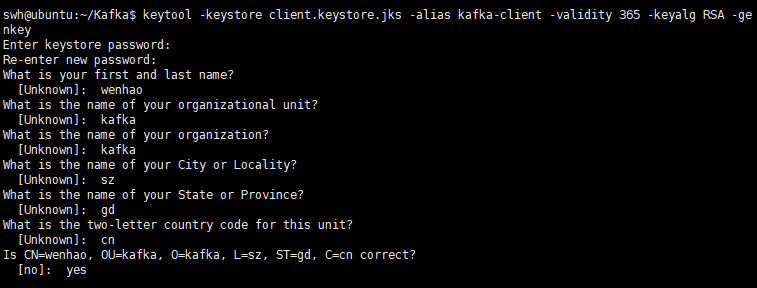 swh@ubuntu:~/Kafka$ keytool -keystore client.keystore.jks -alias kafka-client -validity 365 -keyalg RSA -ge
nkey
Enter keystore password:
Re-enter new password:
What is your first and last name?
  [Unknown]:  wenhao
What is the name of your organizational unit?
  [Unknown]:  kafka
What is the name of your organization?
  [Unknown]:  kafka
What is the name of your City or Locality?
  [Unknown]:  sz
What is the name of your State or Province?
  [Unknown]:  gd
What is the two-letter country code for this unit?
  [Unknown]:  cn
Is CN=wenhao, OU=kafka, O=kafka, L=sz, ST=gd, C=cn correct?
  [no]:  yes